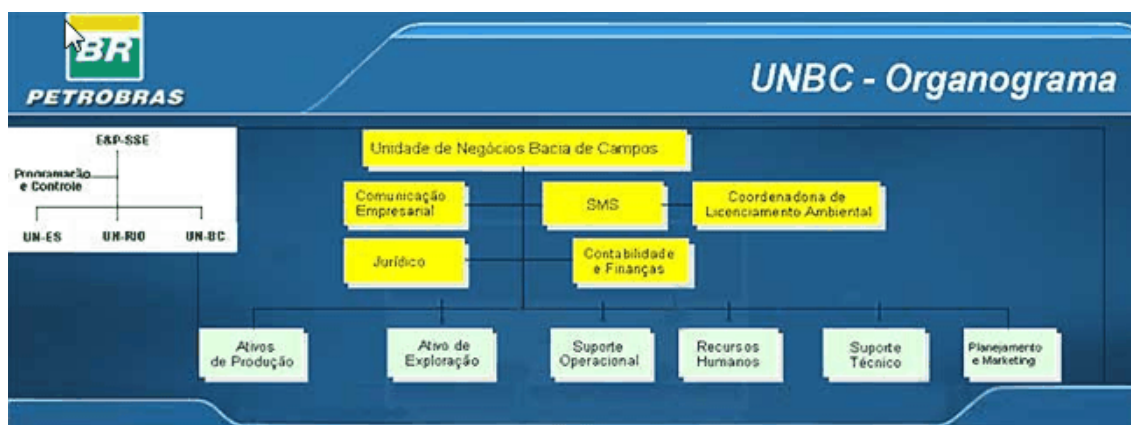 BR
PETROBRAS
UNBC - Organograma
E&P-SSE
Programação
e Controle
UN-ES UN-RIO UN-BC
Unidade de Negócios Bacia de Campos
Comunicação
Empresarial
SMS
Coordenadoria de
Licenciamento Ambiental
Jurídico
Contabilidade
e Finanças
Ativos
de Produção
Ativo de
Exploração
Suporte
Operacional
Recursos
Humanos
Suporte
Técnico
Planejamento
e Marketing